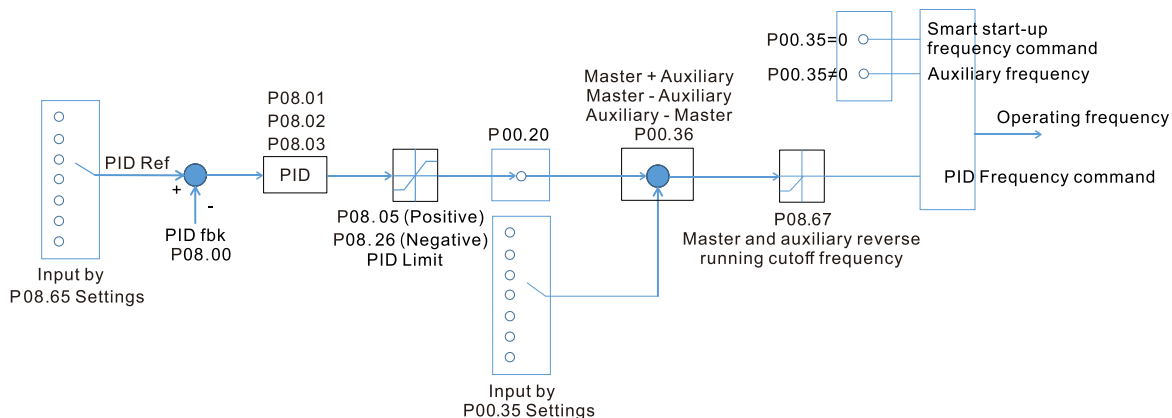 P00.35=0
P00.35≠0
Smart start-up
frequency command
Auxiliary frequency
Operating frequency
PID Frequency command
Master + Auxiliary
Master - Auxiliary
Auxiliary - Master
P00.36
P08.01
P08.02
P08.03
PID
P00.20
PID Ref
+
-
PID fbk
P08.00
Input by
P08.65 Settings
P08.05 (Positive)
P08.26 (Negative)
PID Limit
P08.67
Master and auxiliary reverse
running cutoff frequency
Input by
P00.35 Settings